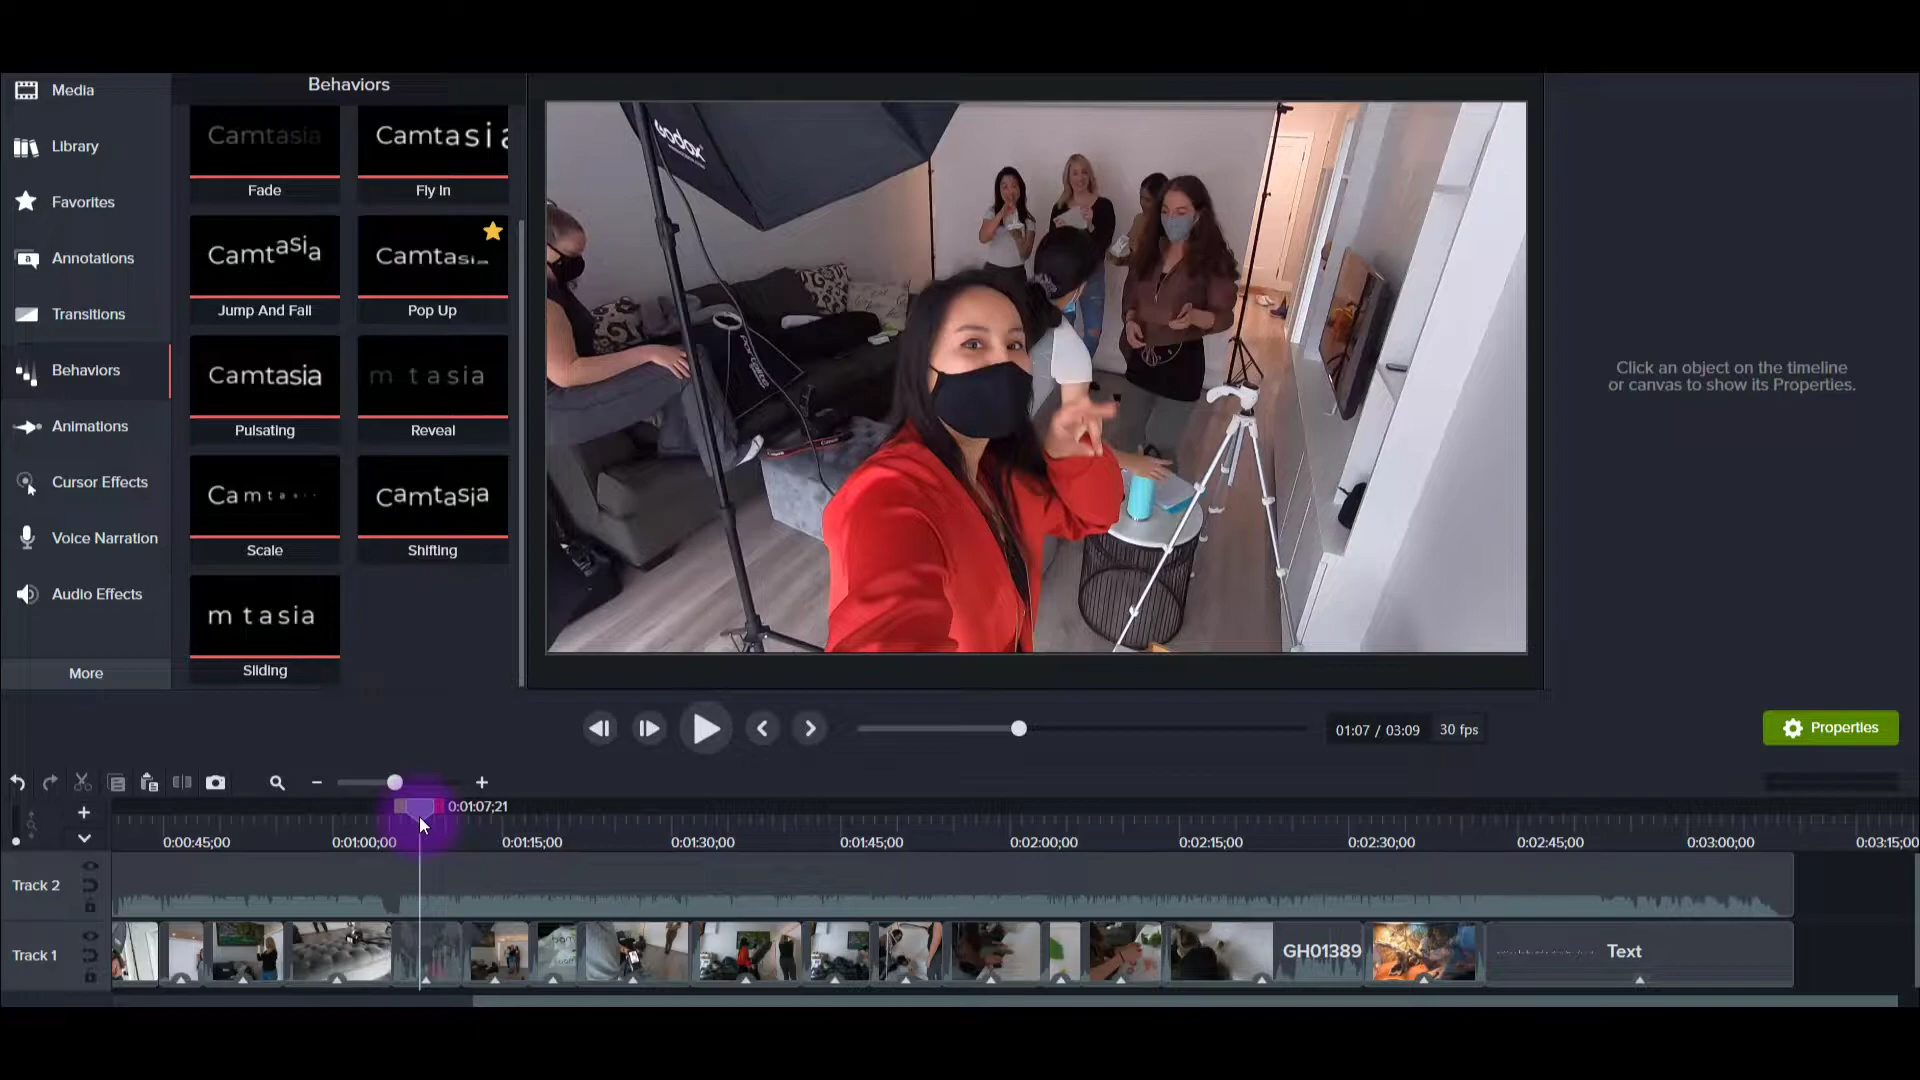 Media
Library
Favorites
Annotations
Transitions
Behaviors
Animations
Cursor Effects
Voice Narration
Audio Effects
More
Behaviors
Camtasia
Fade
Camtasia
Fly In
Camtasia
Jump And Fall
Camtasi
Pop Up
Camtasia
Pulsating
m t a s i a
Reveal
Camta
Scale
Camtasia
Shifting
m t a s i a
Sliding
Godox
Click an object on the timeline
or canvas to show its Properties.
01:07 / 03:09 30 fps
Properties
0:01:07;21
0:00:45;00 0:01:00;00 0:01:15;00 0:01:30;00 0:01:45;00 0:02:00;00 0:02:15;00 0:02:30;00 0:02:45;00 0:03:00;00 0:03:15;00
Track 2
Track 1
GH01389
Text